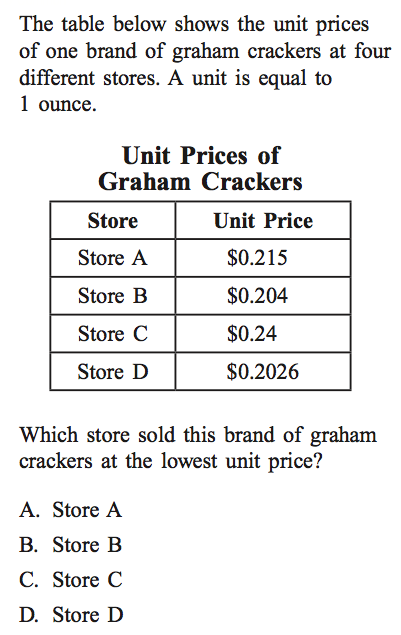 The table below shows the unit prices
of one brand of graham crackers at four
different stores. A unit is equal to
1 ounce.
Unit Prices of
Graham Crackers
Store Unit Price
Store A $0.215
Store B $0.204
Store C $0.24
Store D $0.2026
Which store sold this brand of graham
crackers at the lowest unit price?
A. Store A
B. Store B
C. Store C
D. Store D